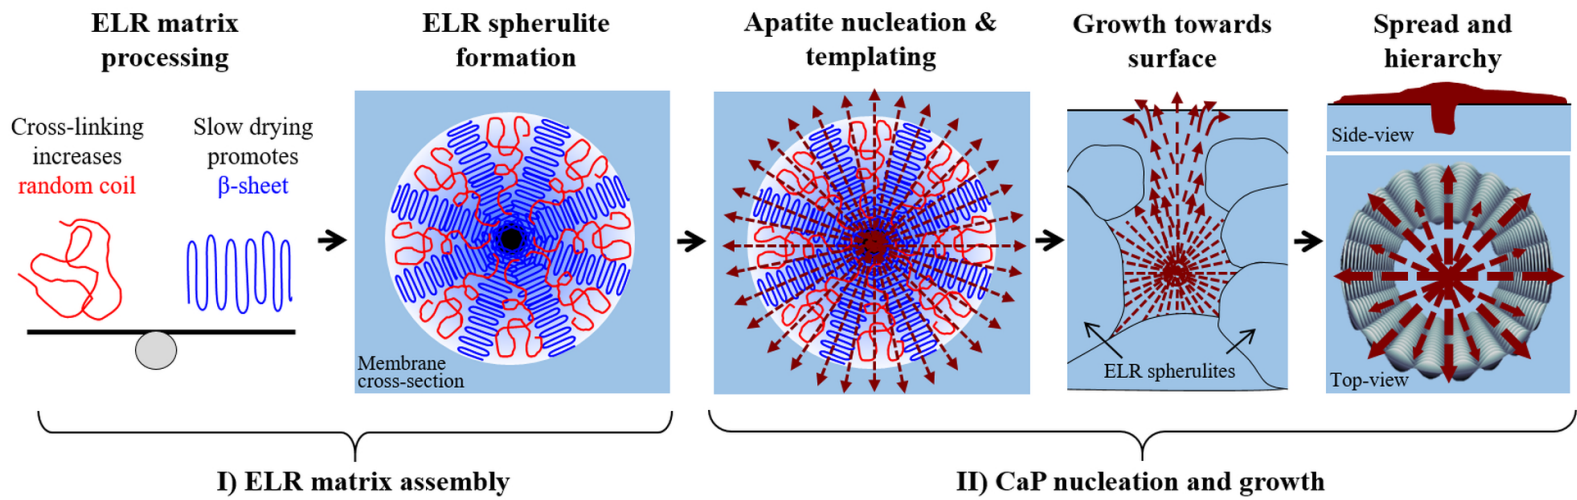 ELR matrix
processing
ELR spherulite
formation
Apatite nucleation &
templating
Growth towards
surface
Spread and
hierarchy
Cross-linking
increases
random coil
Slow drying
promotes
β-sheet
Membrane
cross-section
ELR spherulites
Side-view
Top-view
I) ELR matrix assembly
II) CaP nucleation and growth